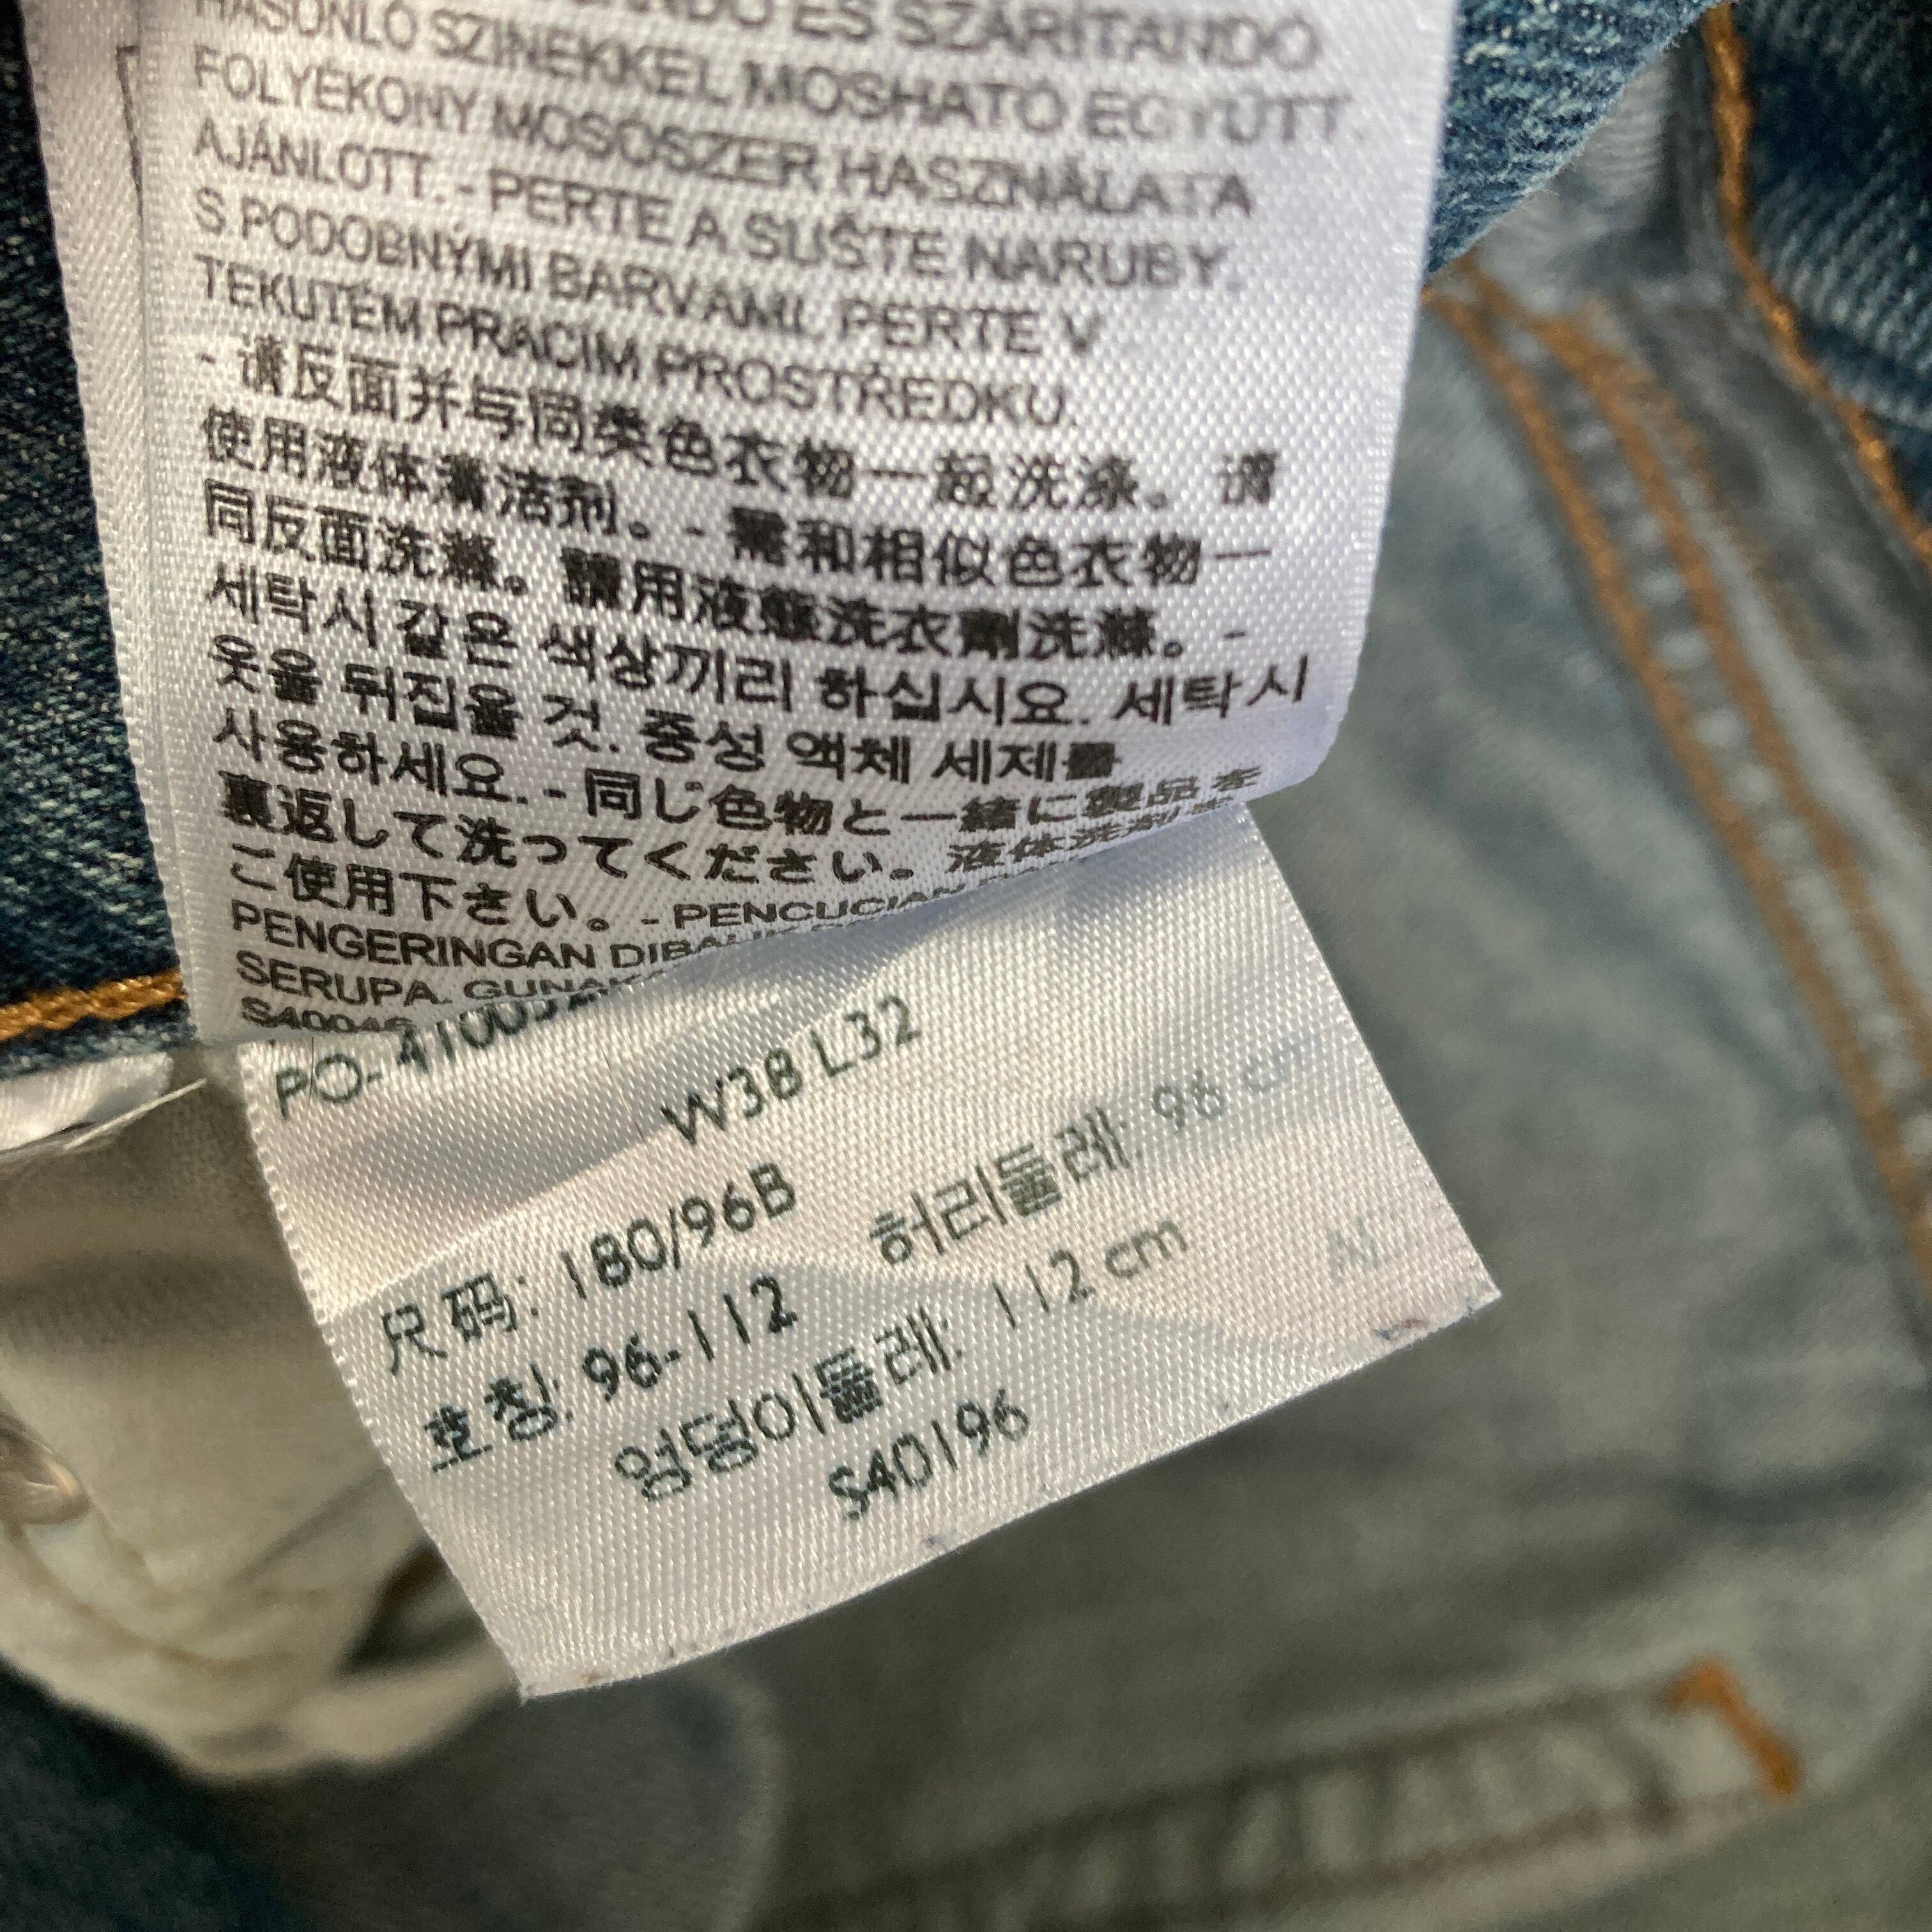 ÉS SZÁRÍTANDÓ
HASONLÓ SZÍNEKKEL MOSHATÓ EGYÜTT.
FOLYÉKONY MOSÓSZER HASZNÁLATA
AJÁNLOTT. - PERTE A SUŠTE NARUBY.
S PODOBNÝMI BARVAMI. PERTE V
TEKUTÉM PRACÍM PROSTŘEDKU.
- 请反面并与同类色衣物一起洗涤。请
使用液体清洁剂。- 需和相似色衣物一
同反面洗滌。請用液態洗衣劑洗滌。-
세탁시 같은 색상끼리 하십시요. 세탁시
옷을 뒤집을 것. 중성 액체 세제를
사용하세요. - 同じ色物と一緒に製品を
裏返して洗ってください。液体洗剤を
ご使用下さい。- PENCUCIAN
PENGERINGAN
SERUPA.
PO-
W38 L32
尺码: 180/96B
호칭: 96-112 허리둘레: 96 cm
엉덩이둘레: 112 cm
S40196